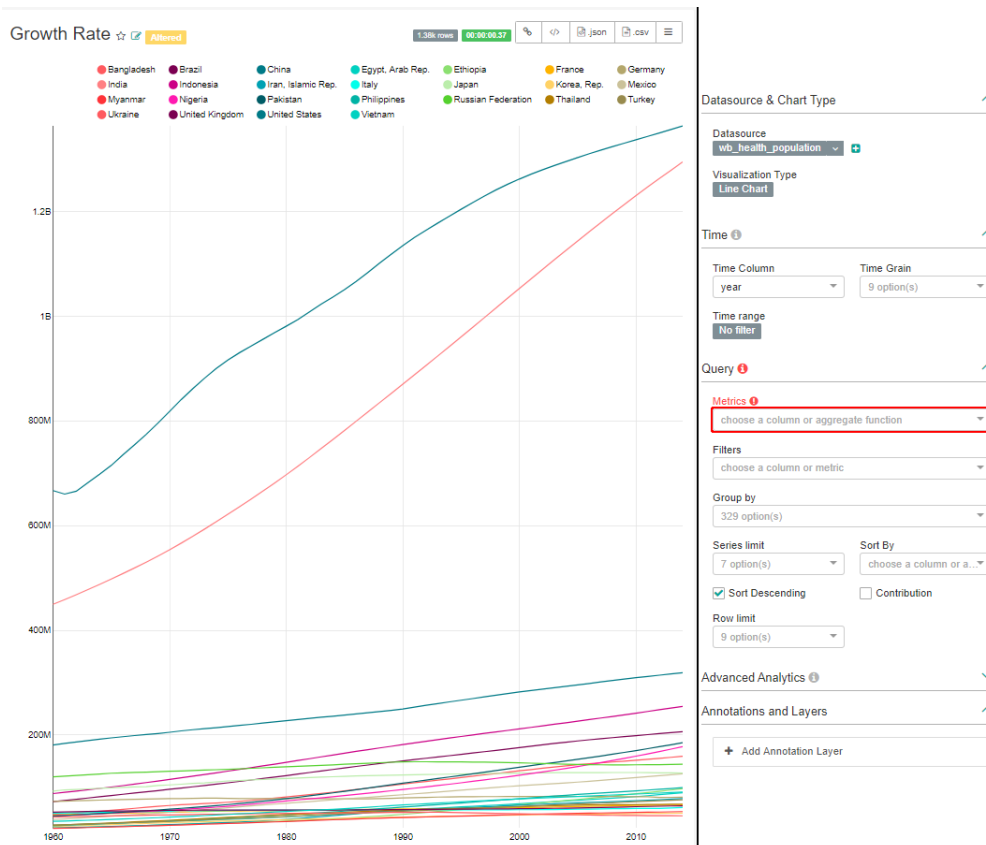 Growth Rate Altered
1.38k rows 00:00:00.37 </> .json .csv
Bangladesh Brazil China Egypt, Arab Rep. Ethiopia France Germany
India Indonesia Iran, Islamic Rep. Italy Japan Korea, Rep. Mexico
Myanmar Nigeria Pakistan Philippines Russian Federation Thailand Turkey
Ukraine United Kingdom United States Vietnam
1.2B
1B
800M
600M
400M
200M
1960 1970 1980 1990 2000 2010
Datasource & Chart Type
Datasource
wb_health_population
Visualization Type
Line Chart
Time
Time Column Time Grain
year 9 option(s)
Time range
No filter
Query
Metrics
choose a column or aggregate function
Filters
choose a column or metric
Group by
329 option(s)
Series limit Sort By
7 option(s) choose a column or a...
Sort Descending Contribution
Row limit
9 option(s)
Advanced Analytics
Annotations and Layers
+ Add Annotation Layer